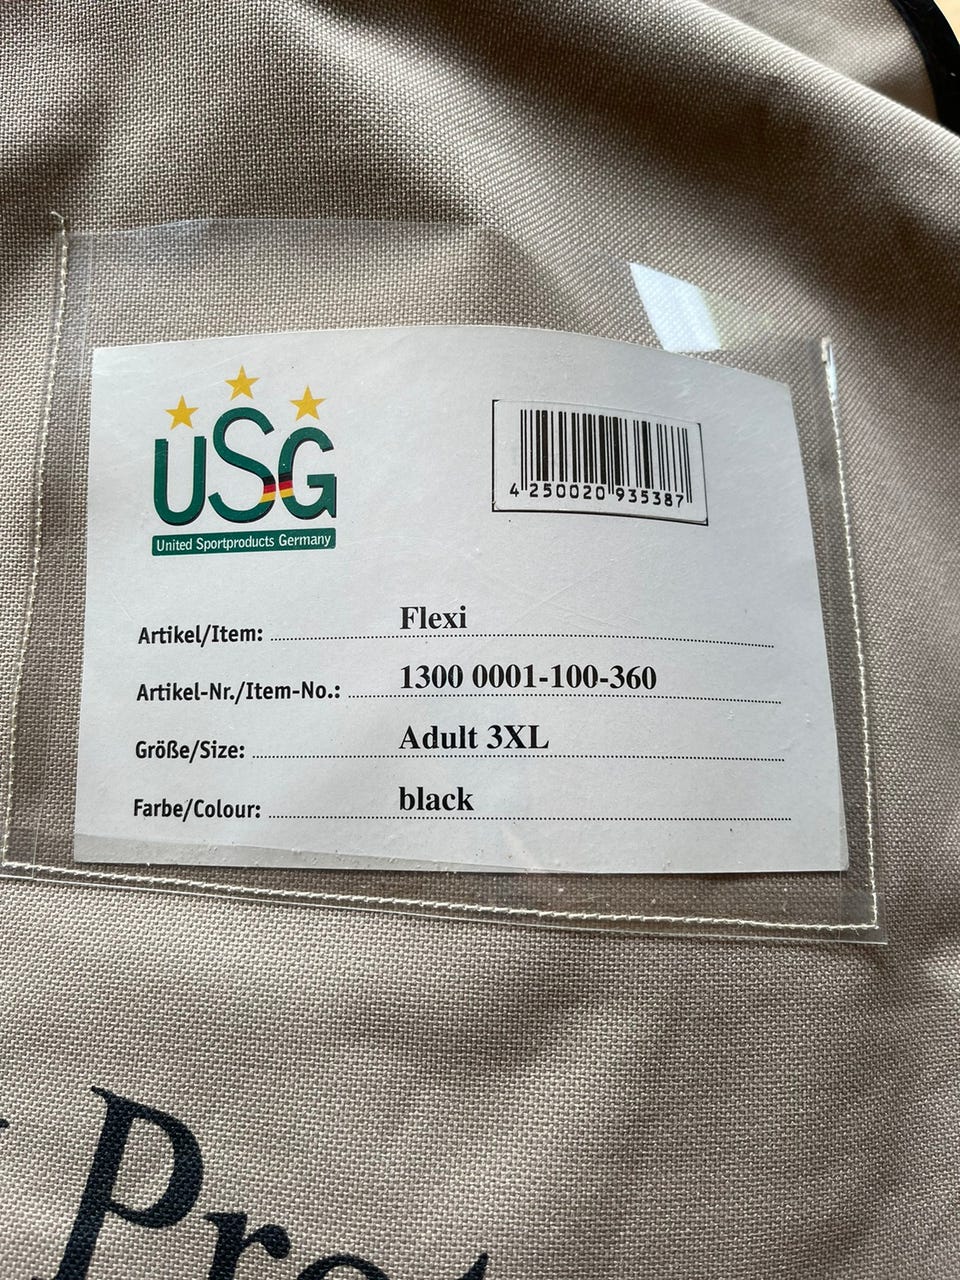 USG
United Sportproducts Germany
4 250020 935387
Artikel/Item: Flexi
Artikel-Nr./Item-No.: 1300 0001-100-360
Größe/Size: Adult 3XL
Farbe/Colour: black